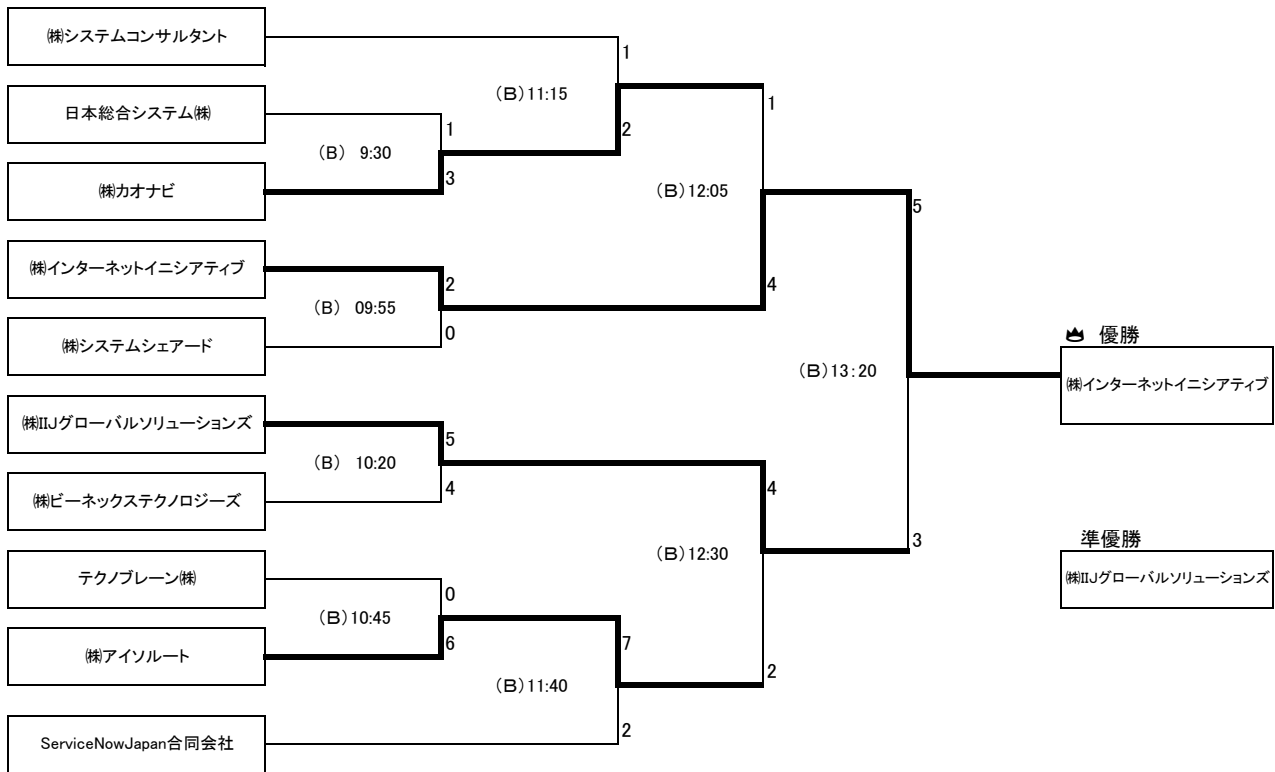 ㈱システムコンサルタント
1
(B)11:15
日本総合システム㈱
1
1
(B) 9:30
2
㈱カオナビ
3
(B)12:05
5
㈱インターネットイニシアティブ
2
4
(B) 09:55
0
㈱システムシェアード
優勝
(B)13:20
㈱インターネットイニシアティブ
㈱IIJグローバルソリューションズ
5
(B) 10:20
4
4
㈱ビーネックステクノロジーズ
3
準優勝
(B)12:30
テクノブレーン㈱
㈱IIJグローバルソリューションズ
0
(B)10:45
6
7
㈱アイソルート
2
(B)11:40
2
ServiceNowJapan合同会社